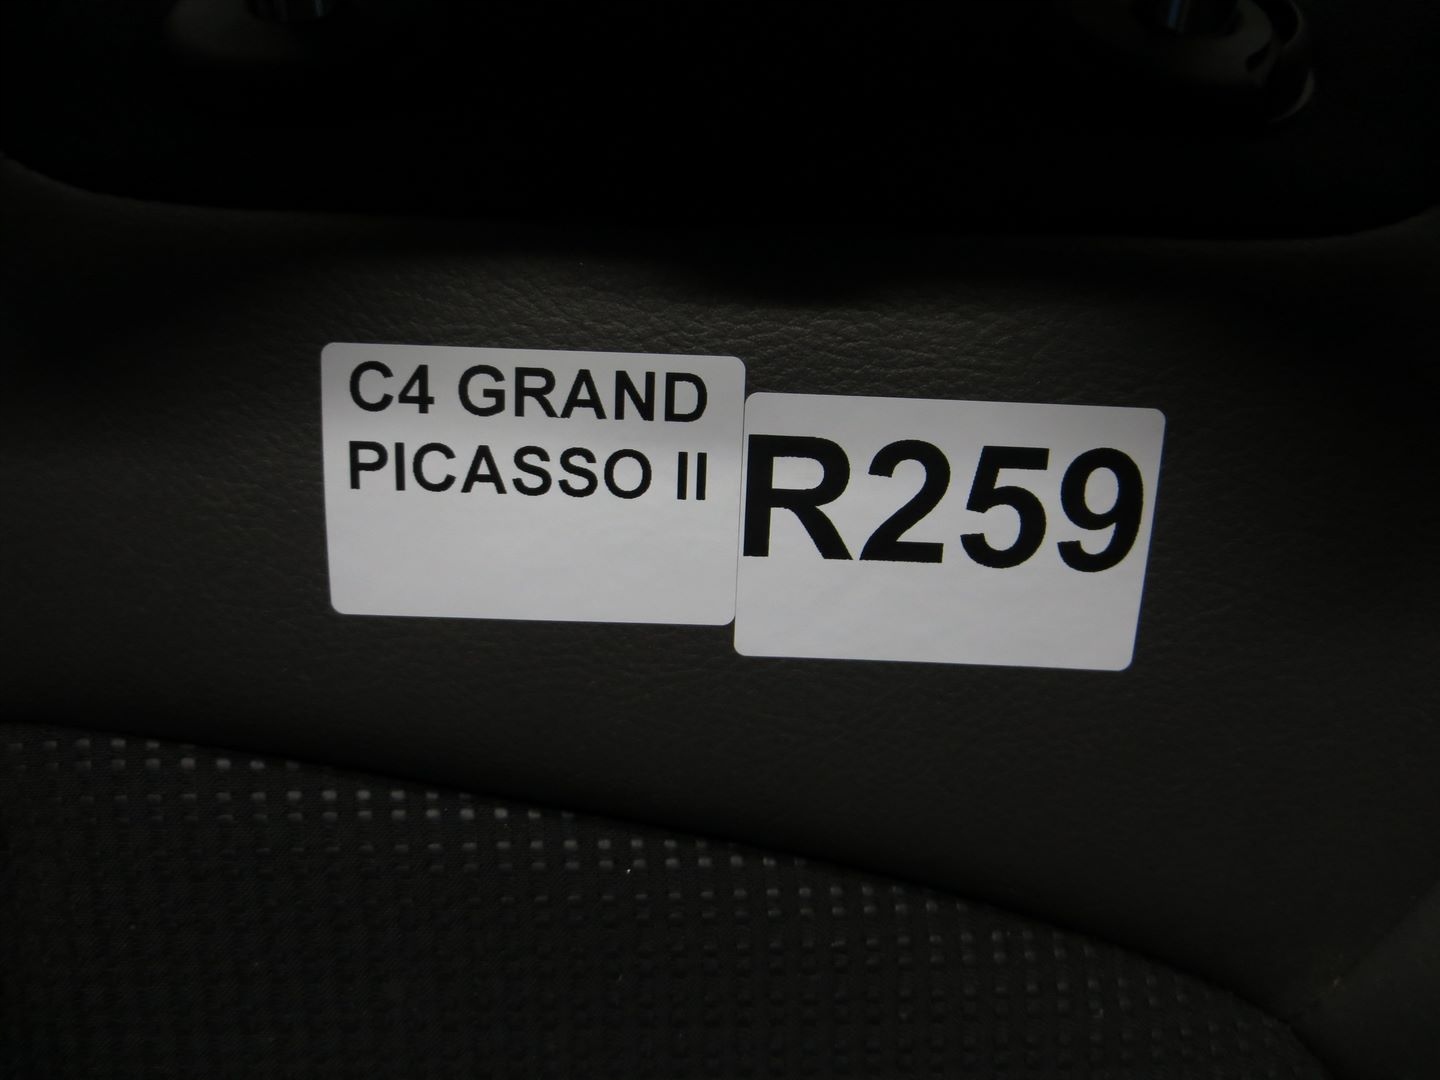 C4 GRAND
PICASSO II
R259